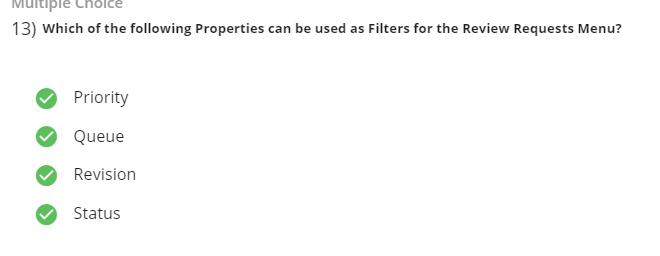 Multiple Choice
13) Which of the following Properties can be used as Filters for the Review Requests Menu?
Priority
Queue
Revision
Status